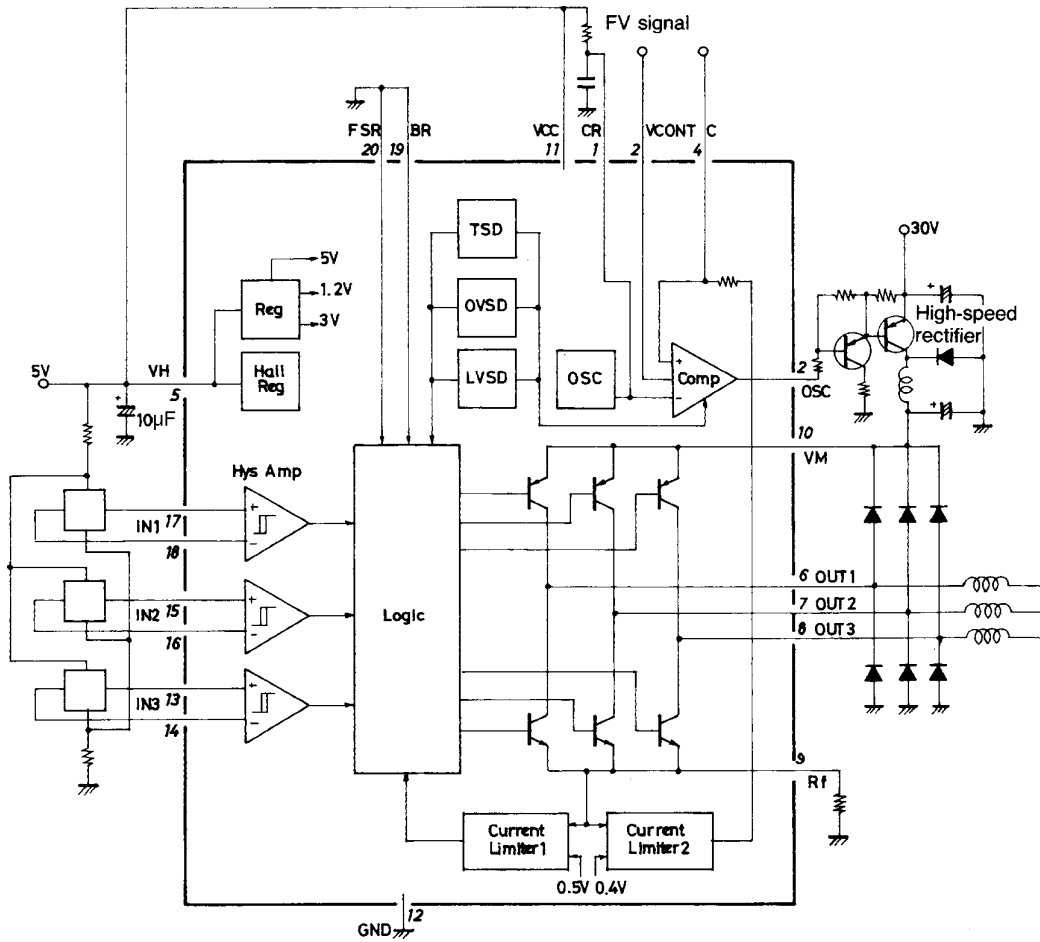 FV signal
FSR
BR
VCC
CR
VCONT
C
20
19
11
1
2
4
TSD
30V
5V
1.2V
3V
Reg
OVSD
High-speed
rectifier
5V
VH
5
Hall
Reg
LVSD
OSC
+
-
Comp
2
OSC
10μF
10
VM
Hys Amp
IN1
17
18
+
-
6 OUT1
IN2
15
16
+
-
Logic
7 OUT2
8 OUT3
IN3
13
14
+
-
9
Rf
Current
Limiter1
Current
Limiter2
0.5V
0.4V
12
GND